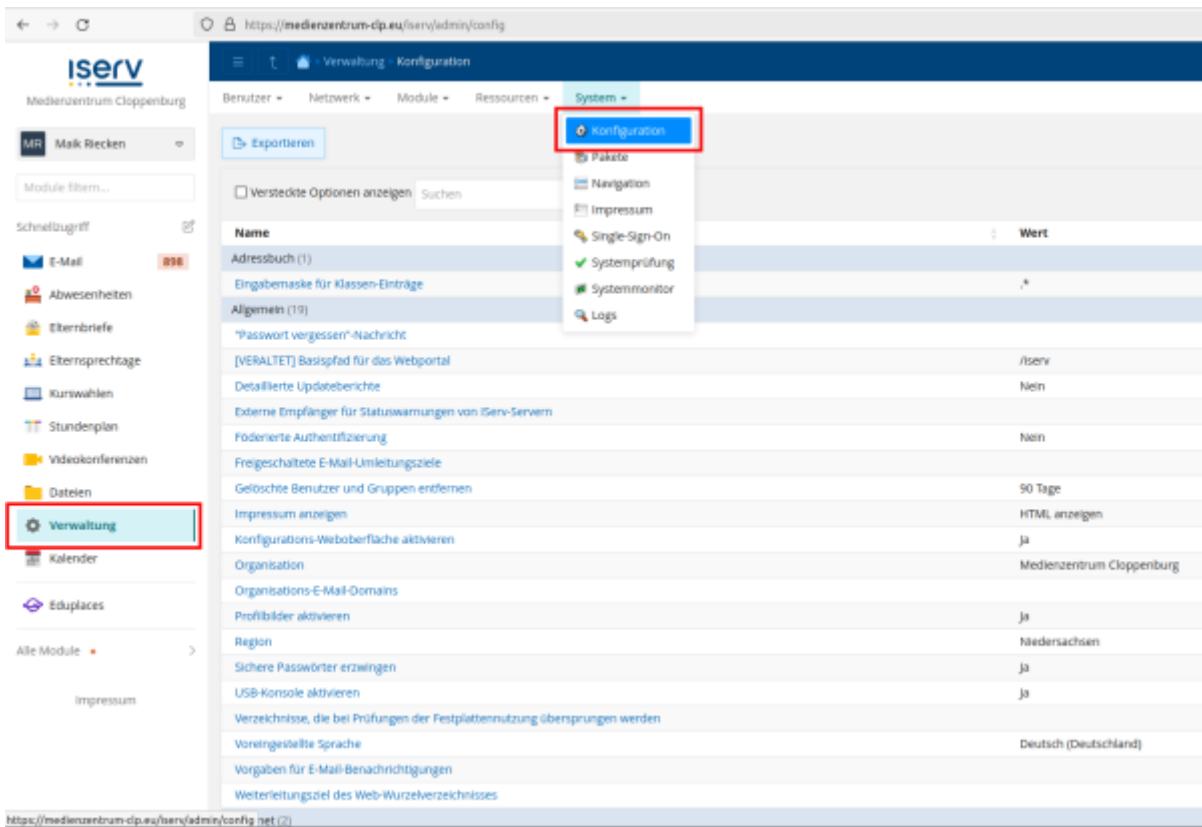 https://medienzentrum-clp.eu/iserv/admin/config
IServ
Medienzentrum Cloppenburg
Verwaltung Konfiguration
Benutzer Netzwerk Module Ressourcen System
MR Maik Riecken
Exportieren
Konfiguration
Pakete
Navigation
Impressum
Single-Sign-On
Systemprüfung
Systemmonitor
Logs
Module filtern...
Versteckte Optionen anzeigen Suchen
Schnellzugriff
E-Mail 898
Abwesenheiten
Elternbriefe
Elternsprechtage
Kurswahlen
Stundenplan
Videokonferenzen
Dateien
Verwaltung
Kalender
Eduplaces
Alle Module
Impressum
Name Wert
Adressbuch (1)
Eingabemaske für Klassen-Einträge .*
Allgemein (19)
"Passwort vergessen"-Nachricht
[VERALTET] Basispfad für das Webportal /iserv
Detaillierte Updateberichte Nein
Externe Empfänger für Statuswarnungen von IServ-Servern
Föderierte Authentifizierung Nein
Freigeschaltete E-Mail-Umleitungsziele
Gelöschte Benutzer und Gruppen entfernen 90 Tage
Impressum anzeigen HTML anzeigen
Konfigurations-Weboberfläche aktivieren Ja
Organisation Medienzentrum Cloppenburg
Organisations-E-Mail-Domains
Profilbilder aktivieren Ja
Region Niedersachsen
Sichere Passwörter erzwingen Ja
USB-Konsole aktivieren Ja
Verzeichnisse, die bei Prüfungen der Festplattennutzung übersprungen werden
Voreingestellte Sprache Deutsch (Deutschland)
Vorgaben für E-Mail-Benachrichtigungen
Weiterleitungsziel des Web-Wurzelverzeichnisses
https://medienzentrum-clp.eu/iserv/admin/config net (2)